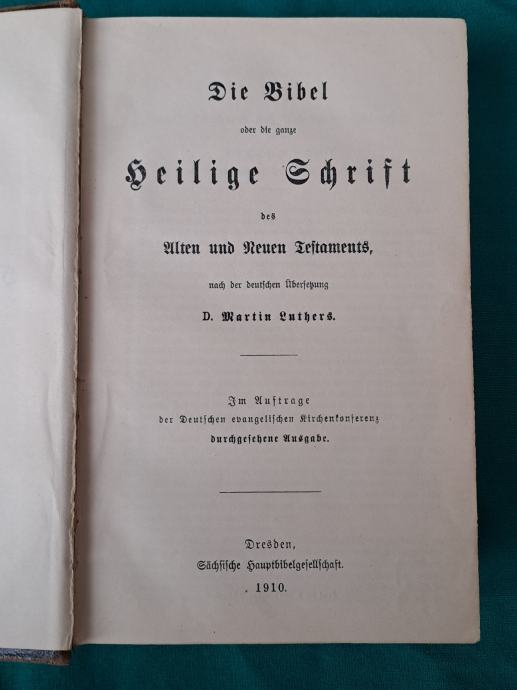 Die Bibel
oder die ganze
Heilige Schrift
des
Alten und Neuen Testaments,
nach der deutschen Übersetzung
D. Martin Luthers.
Im Auftrage
der Deutschen evangelischen Kirchenkonferenz
durchgesehene Ausgabe.
Dresden,
Sächsische Hauptbibelgesellschaft.
1910.